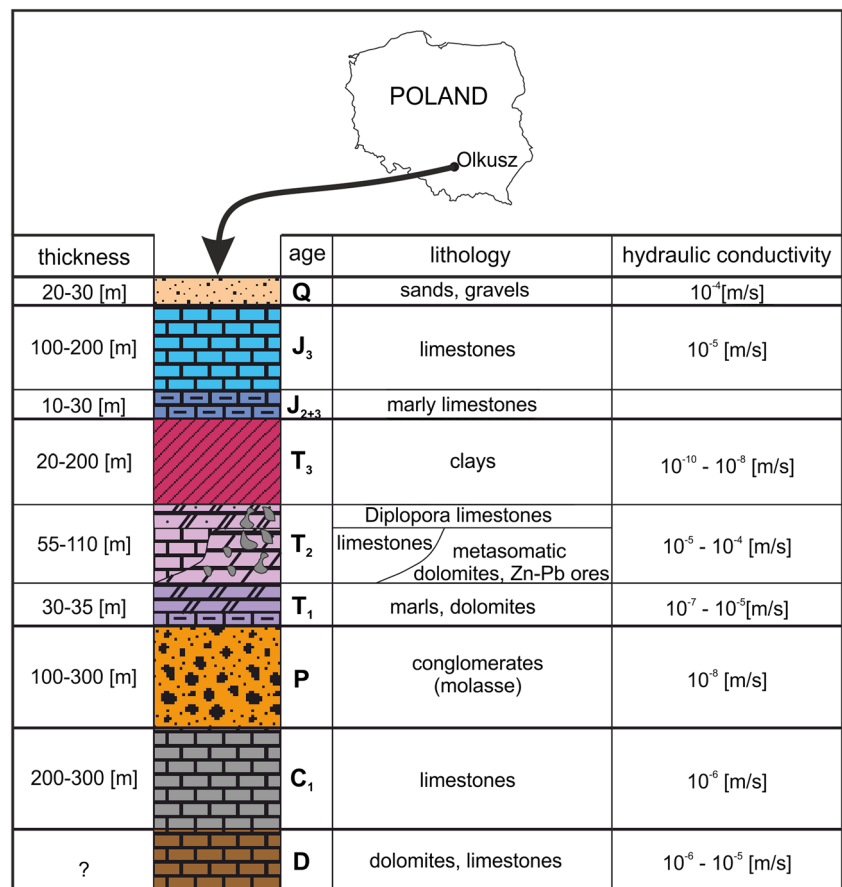 POLAND
Olkusz
thickness age lithology hydraulic conductivity
20-30 [m] Q sands, gravels 10⁻⁴[m/s]
100-200 [m] J₃ limestones 10⁻⁵ [m/s]
10-30 [m] J₂₊₃ marly limestones
20-200 [m] T₃ clays 10⁻¹⁰ - 10⁻⁸ [m/s]
Diplopora limestones
55-110 [m] T₂ limestones metasomatic 10⁻⁵ - 10⁻⁴ [m/s]
dolomites, Zn-Pb ores
30-35 [m] T₁ marls, dolomites 10⁻⁷ - 10⁻⁵[m/s]
100-300 [m] P conglomerates 10⁻⁸ [m/s]
(molasse)
200-300 [m] C₁ limestones 10⁻⁶ [m/s]
? D dolomites, limestones 10⁻⁶ - 10⁻⁵ [m/s]